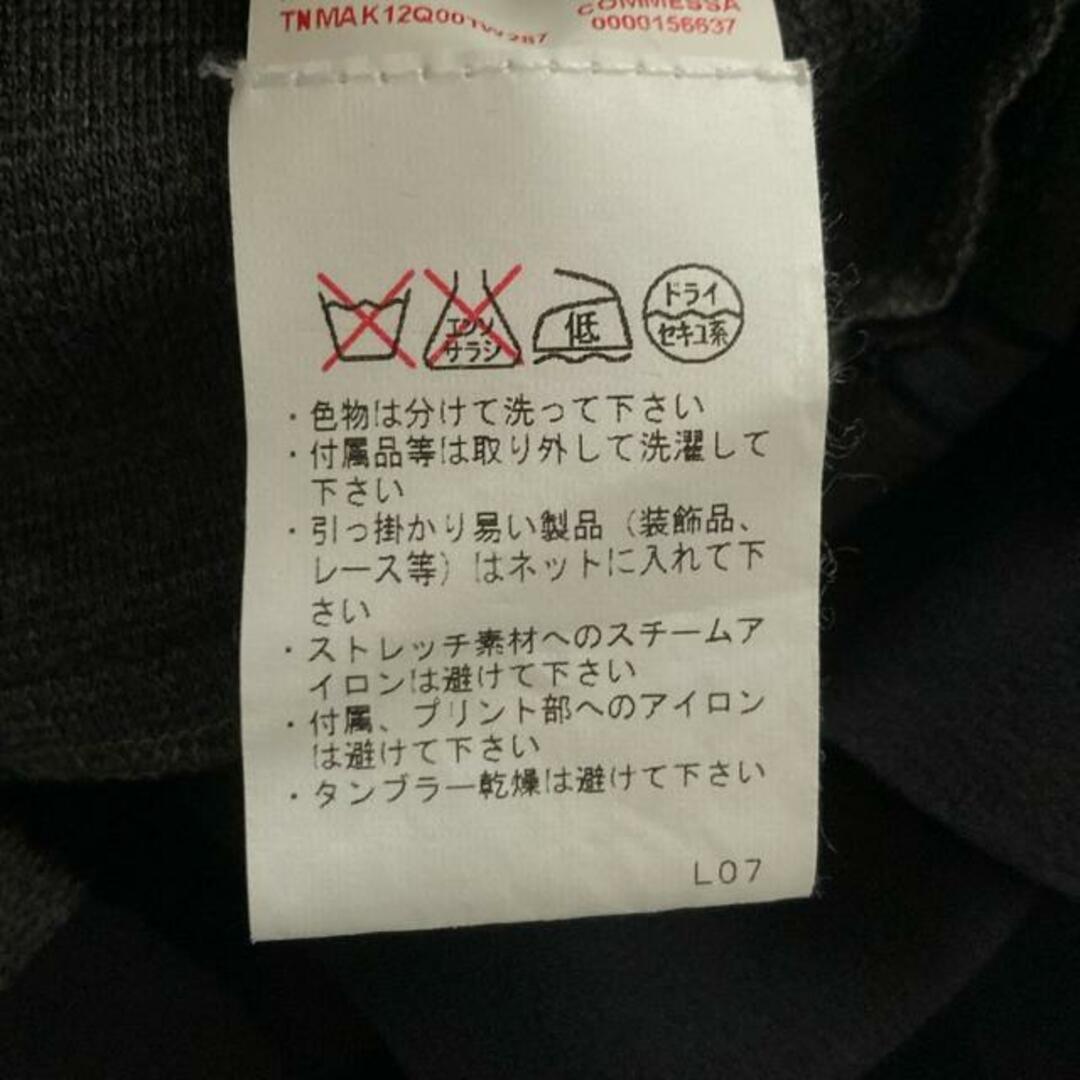 COMMESSA
TNMAK12Q001W287 0000156637
エンソ
サラシ
低
ドライ
セキユ系
・色物は分けて洗って下さい
・付属品等は取り外して洗濯して
下さい
・引っ掛かり易い製品（装飾品、
レース等）はネットに入れて下
さい
・ストレッチ素材へのスチームア
イロンは避けて下さい
・付属、プリント部へのアイロン
は避けて下さい
・タンブラー乾燥は避けて下さい
L07